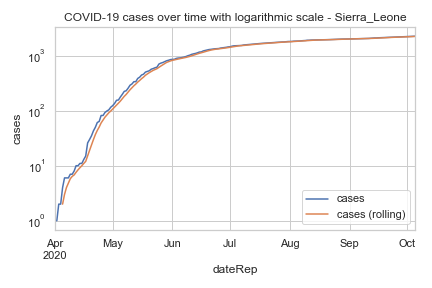 COVID-19 cases over time with logarithmic scale - Sierra_Leone
cases
10³
10²
10¹
10⁰
cases
cases (rolling)
Apr
2020
May
Jun
Jul
Aug
Sep
Oct
dateRep